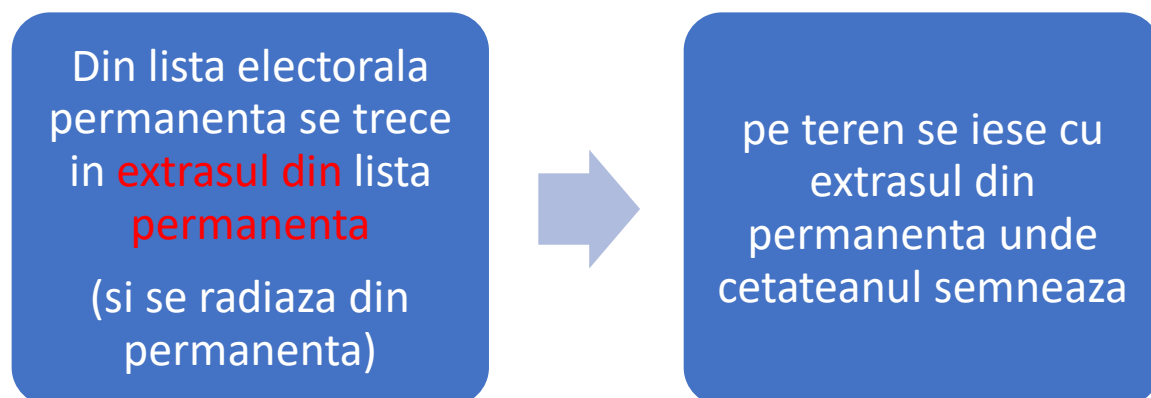 Din lista electorala
permanenta se trece
in extrasul din lista
permanenta
(si se radiaza din
permanenta)
pe teren se iese cu
extrasul din
permanenta unde
cetateanul semneaza